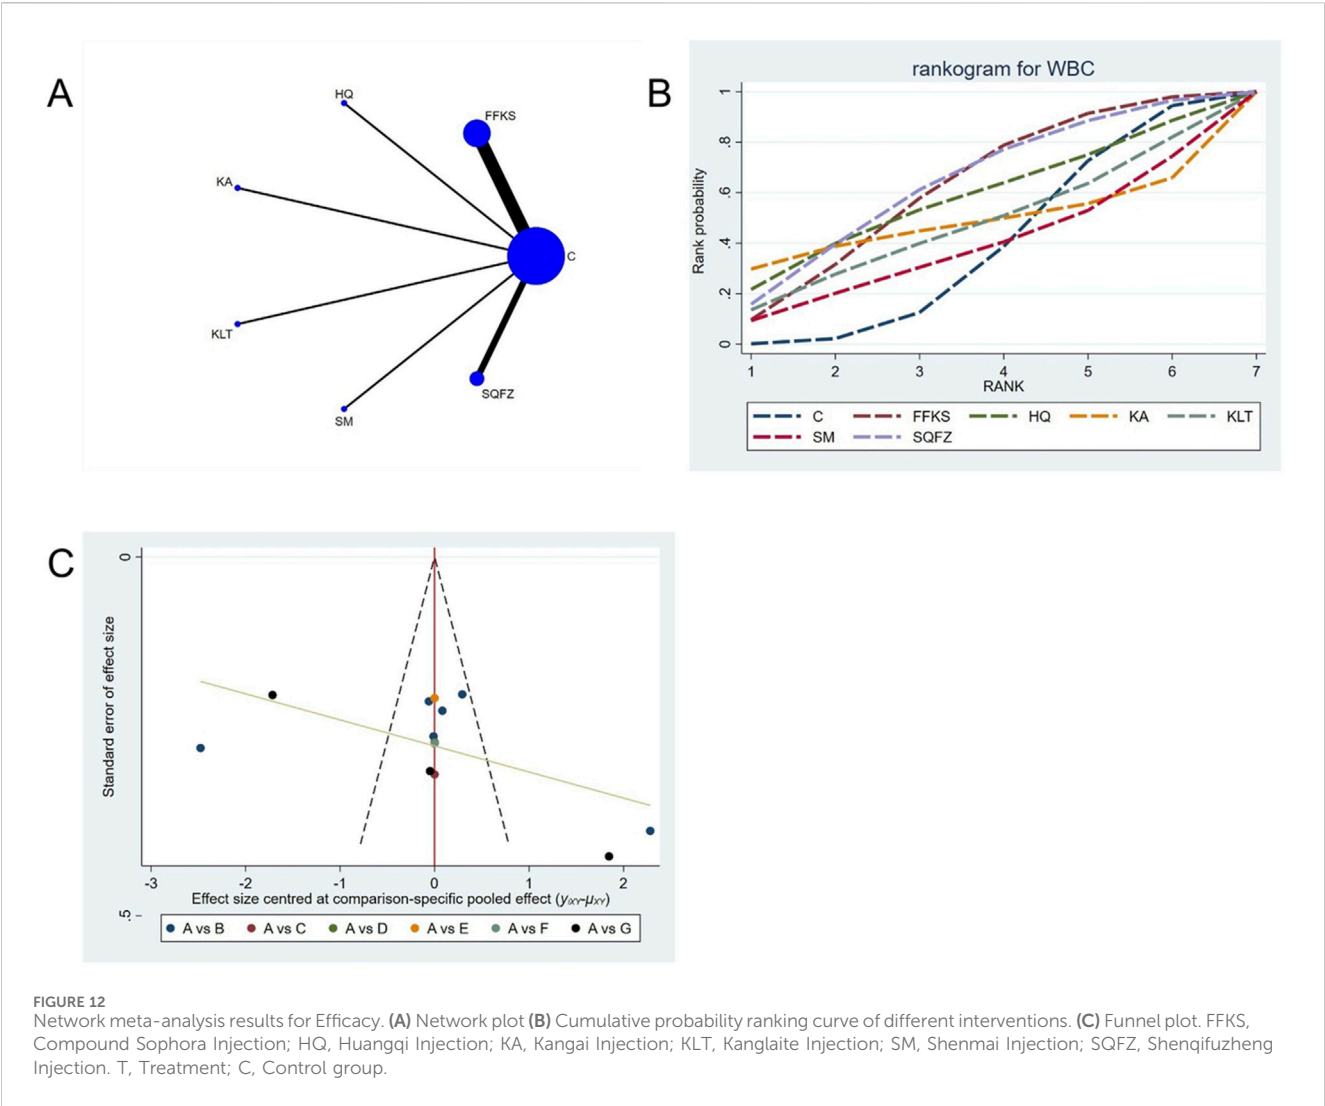 A
HQ
FFKS
KA
C
KLT
SQFZ
SM
B
rankogram for WBC
Rank probability
1
.8
.6
.4
.2
0
1 2 3 4 5 6 7
RANK
C FFKS HQ KA KLT
SM SQFZ
C
Standard error of effect size
0
.5
-3 -2 -1 0 1 2
Effect size centred at comparison-specific pooled effect (yiXY-μXY)
A vs B A vs C A vs D A vs E A vs F A vs G
FIGURE 12
Network meta-analysis results for Efficacy. (A) Network plot (B) Cumulative probability ranking curve of different interventions. (C) Funnel plot. FFKS,
Compound Sophora Injection; HQ, Huangqi Injection; KA, Kangai Injection; KLT, Kanglaite Injection; SM, Shenmai Injection; SQFZ, Shenqifuzheng
Injection. T, Treatment; C, Control group.